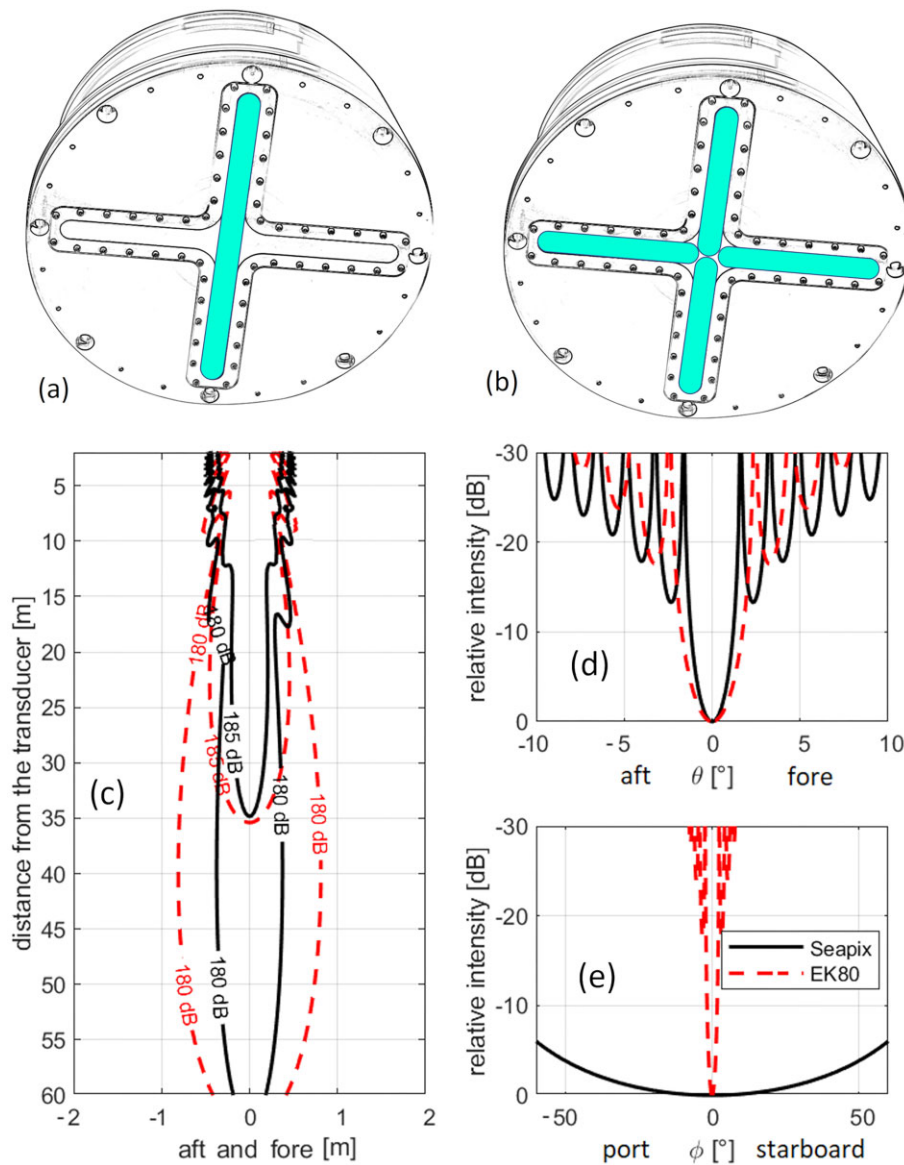 (a)
(b)
(c)
distance from the transducer [m]
5
10
15
20
25
30
35
40
45
50
55
60
-2
-1
0
1
2
aft and fore [m]
180 dB
180 dB
185 dB
185 dB
180 dB
180 dB
180 dB
180 dB
(d)
relative intensity [dB]
-30
-20
-10
0
-10
-5
0
5
10
aft θ [°] fore
(e)
relative intensity [dB]
-30
-20
-10
0
Seapix
EK80
-50
0
50
port ϕ [°] starboard